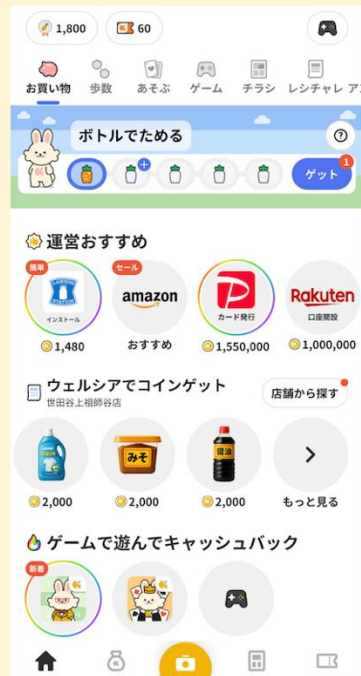 1,800
60
お買い物 歩数 あそぶ ゲーム チラシ レシチャレ
ボトルでためる
?
+
1
ゲット
運営おすすめ
簡単
セール
LAWSON
STATION
インストール
amazon
カード発行
Rakuten
口座開設
1,480
おすすめ
1,550,000
1,000,000
ウェルシアでコインゲット
世田谷上祖師谷店
店舗から探す
みそ
醤油
2,000
2,000
2,000
もっと見る
ゲームで遊んでキャッシュバック
新着